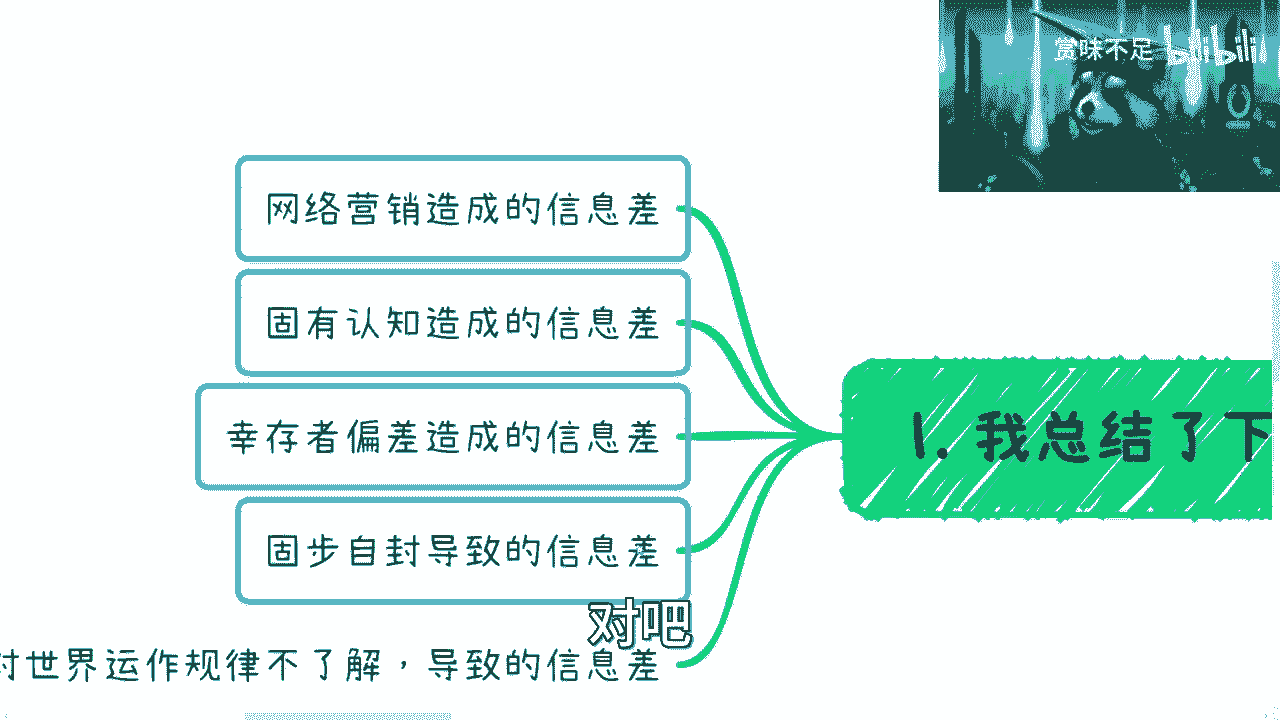 赏味不足 bilibili
网络营销造成的信息差
固有认知造成的信息差
幸存者偏差造成的信息差
固步自封导致的信息差
对世界运作规律不了解，导致的信息差
1. 我总结了下
对吧